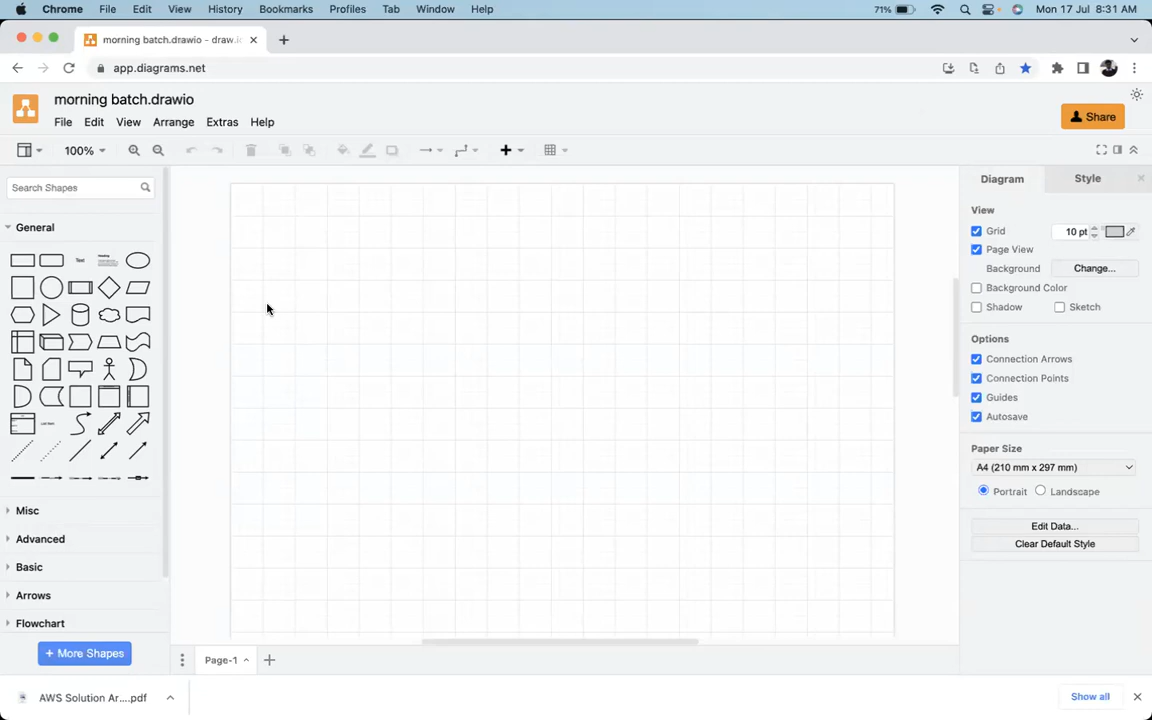 Chrome File Edit View History Bookmarks Profiles Tab Window Help 71% Mon 17 Jul 8:31 AM
morning batch.drawio - draw.i
app.diagrams.net
morning batch.drawio
File Edit View Arrange Extras Help
Share
100%
Search Shapes
General
Text
Heading
Misc
Advanced
Basic
Arrows
Flowchart
+ More Shapes
Diagram Style
View
Grid 10 pt
Page View
Background Change...
Background Color
Shadow Sketch
Options
Connection Arrows
Connection Points
Guides
Autosave
Paper Size
A4 (210 mm x 297 mm)
Portrait Landscape
Edit Data...
Clear Default Style
Page-1
AWS Solution Ar....pdf
Show all